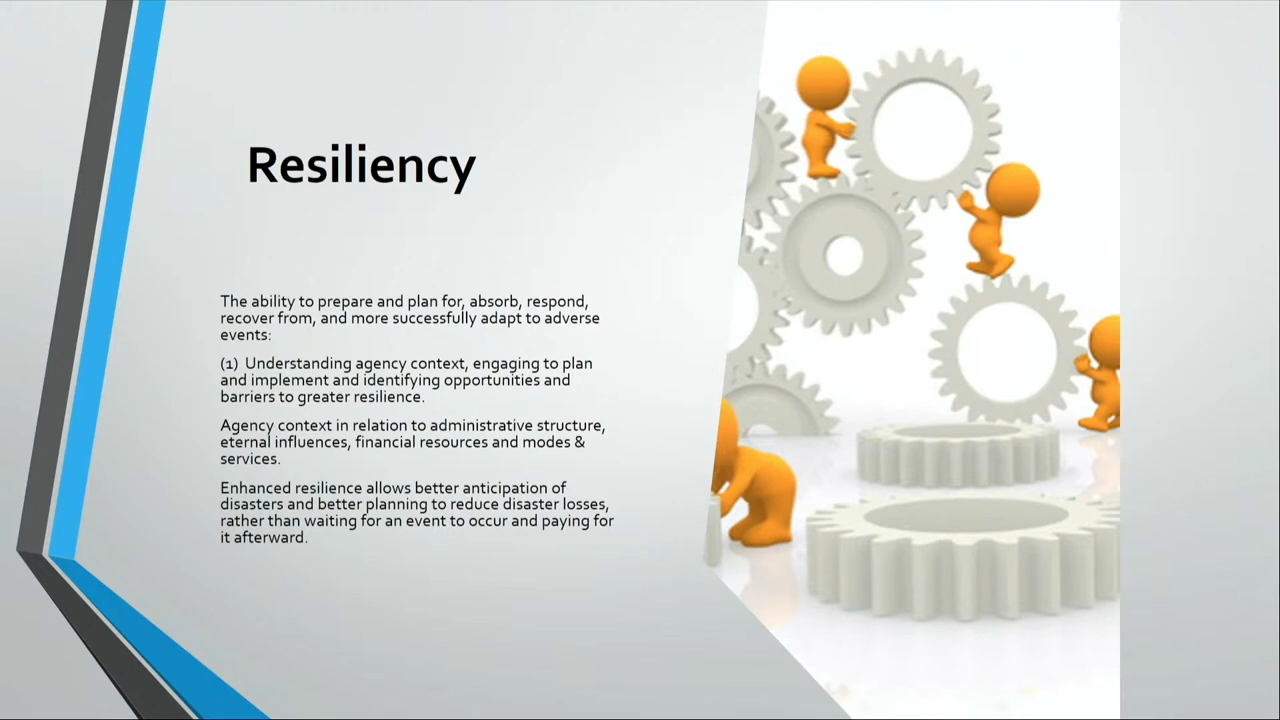 Resiliency
The ability to prepare and plan for, absorb, respond,
recover from, and more successfully adapt to adverse
events:
(1) Understanding agency context, engaging to plan
and implement and identifying opportunities and
barriers to greater resilience.
Agency context in relation to administrative structure,
eternal influences, financial resources and modes &
services.
Enhanced resilience allows better anticipation of
disasters and better planning to reduce disaster losses,
rather than waiting for an event to occur and paying for
it afterward.